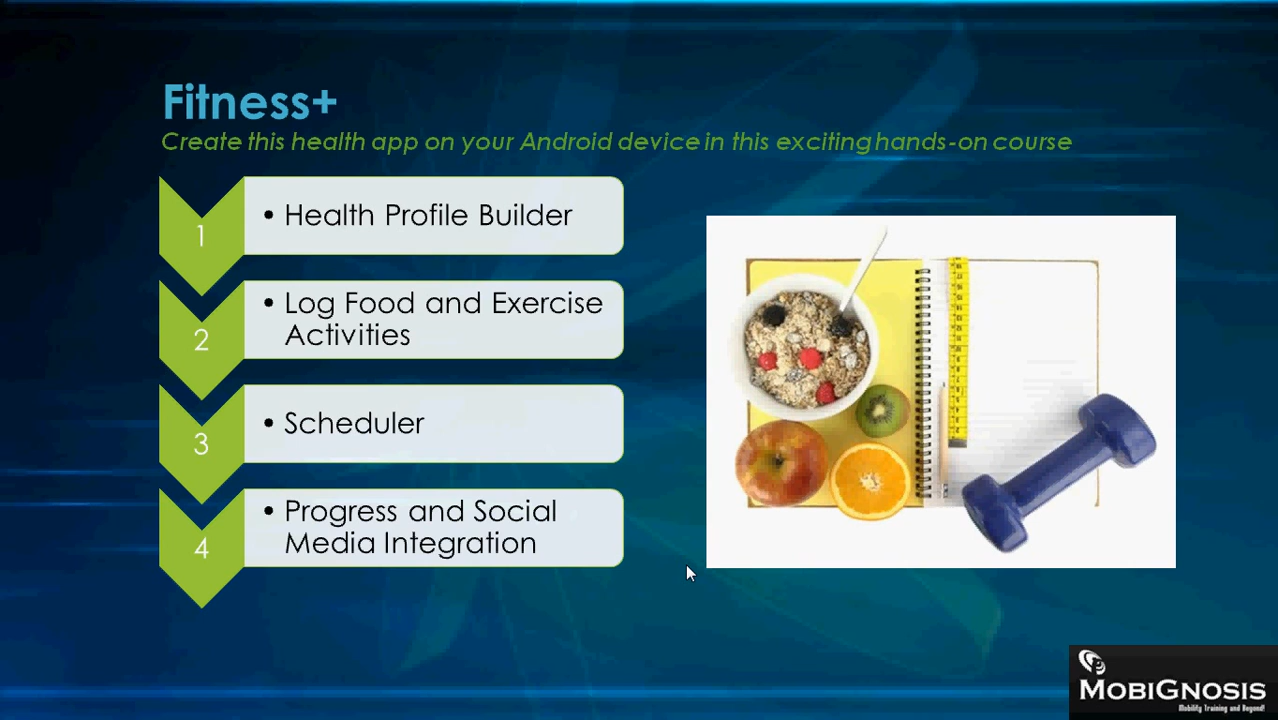 Fitness+
Create this health app on your Android device in this exciting hands-on course
1
• Health Profile Builder
2
• Log Food and Exercise
Activities
3
• Scheduler
4
• Progress and Social
Media Integration
MOBIGNOSIS
Mobility Training and Beyond!